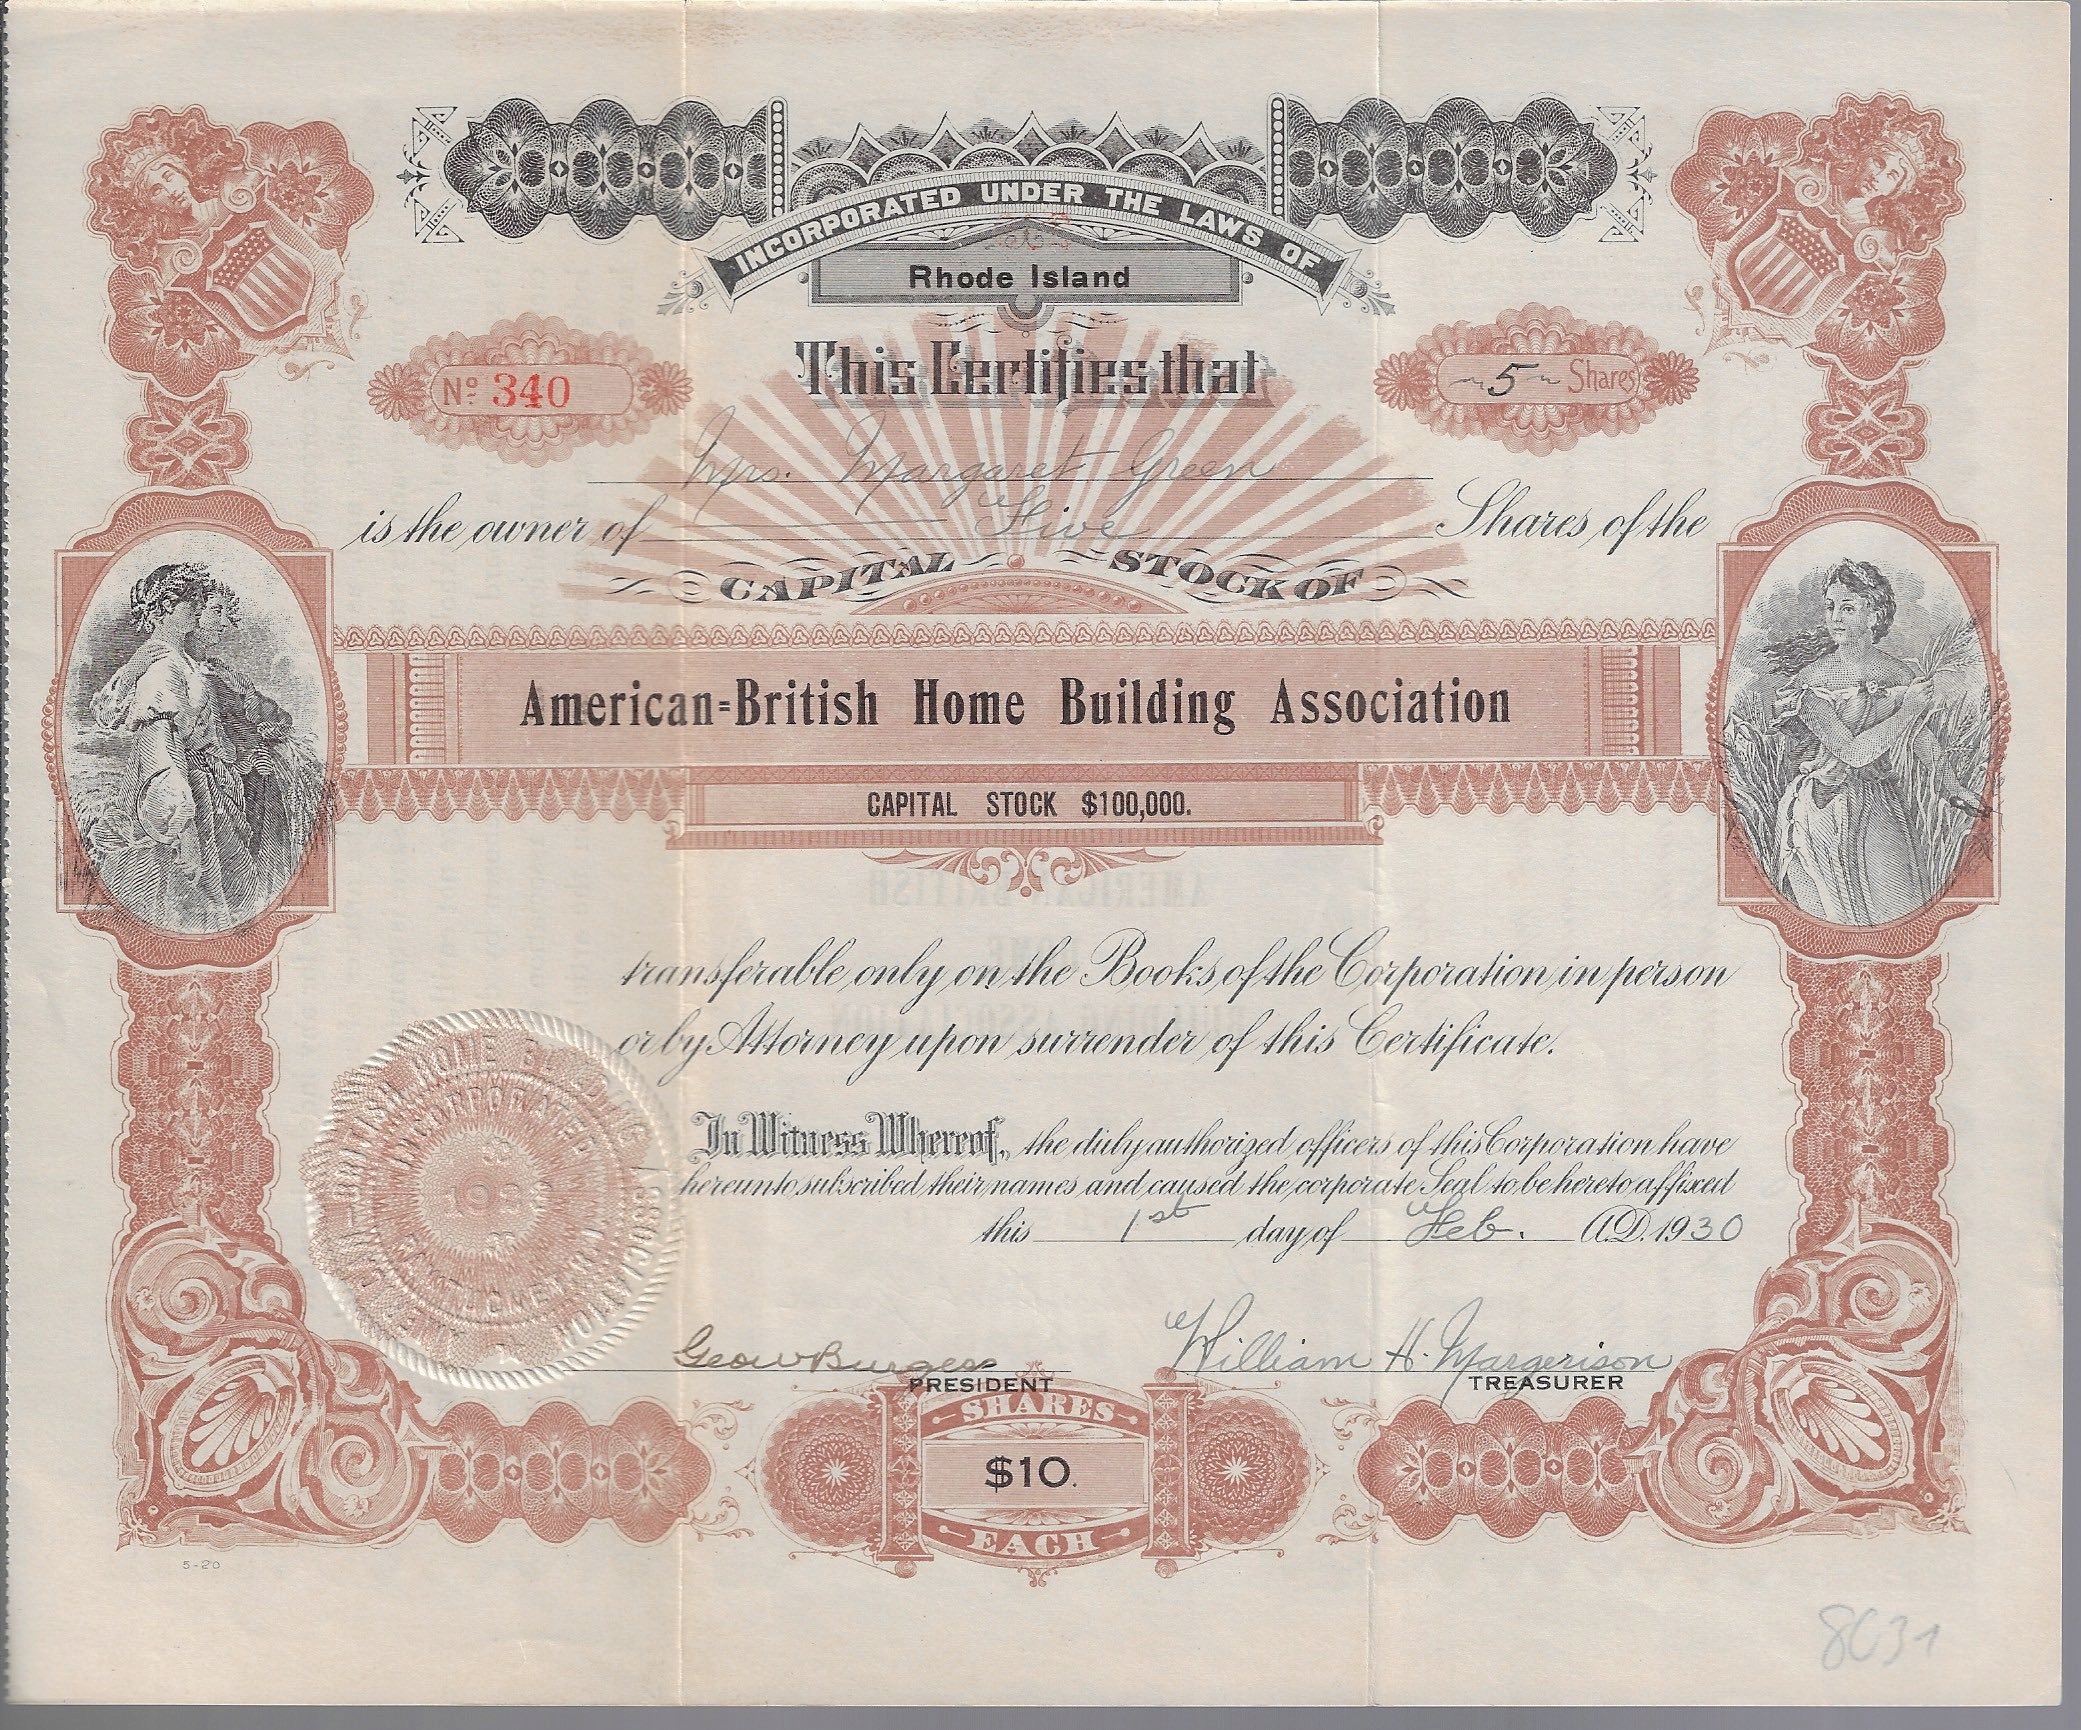 INCORPORATED UNDER THE LAWS OF
Rhode Island
This Certifies that
No 340
5 Shares
Mrs. Margaret Green
is the owner of Five Shares of the
CAPITAL STOCK OF
American=British Home Building Association
CAPITAL STOCK $100,000.
transferable only on the Books of the Corporation in person
or by Attorney upon surrender of this Certificate.
In Witness Whereof, the duly authorized officers of this Corporation have
hereunto subscribed their names and caused the corporate Seal to be hereto affixed
this 1st day of Feb. A.D. 1930
INCORPORATED
Geo W Burgess
PRESIDENT
William H. Margerison
TREASURER
SHARES
$10.
EACH
5-20